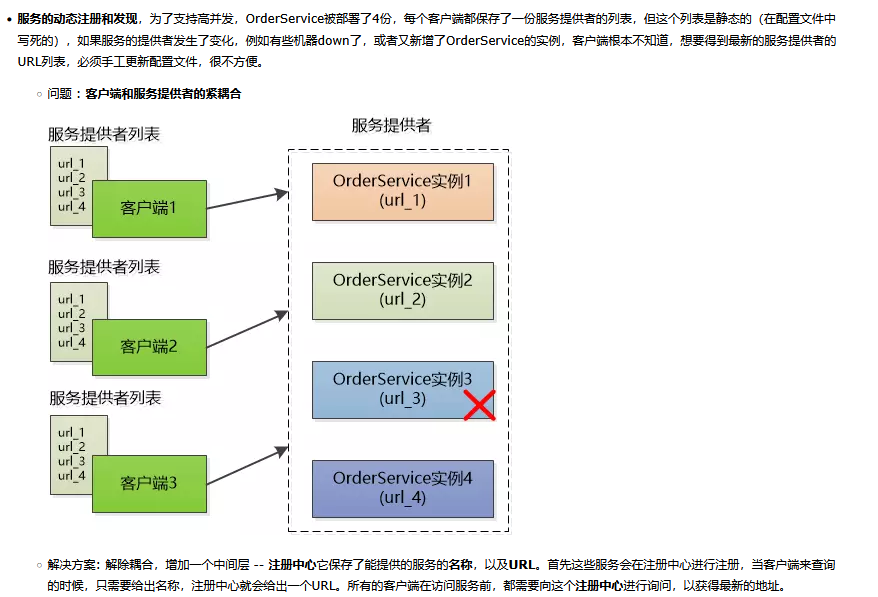 服务的动态注册和发现，为了支持高并发，OrderService被部署了4份，每个客户端都保存了一份服务提供者的列表，但这个列表是静态的（在配置文件中
写死的），如果服务的提供者发生了变化，例如有些机器down了，或者又新增了OrderService的实例，客户端根本不知道，想要得到最新的服务提供者的
URL列表，必须手工更新配置文件，很不方便。
问题：客户端和服务提供者的紧耦合
服务提供者列表
url_1
url_2
url_3
url_4
客户端1
服务提供者列表
url_1
url_2
url_3
url_4
客户端2
服务提供者列表
url_1
url_2
url_3
url_4
客户端3
服务提供者
OrderService实例1
(url_1)
OrderService实例2
(url_2)
OrderService实例3
(url_3)
OrderService实例4
(url_4)
解决方案：解除耦合，增加一个中间层 -- 注册中心它保存了能提供的服务的名称，以及URL。首先这些服务会在注册中心进行注册，当客户端来查询
的时候，只需要给出名称，注册中心就会给出一个URL。所有的客户端在访问服务前，都需要向这个注册中心进行询问，以获得最新的地址。